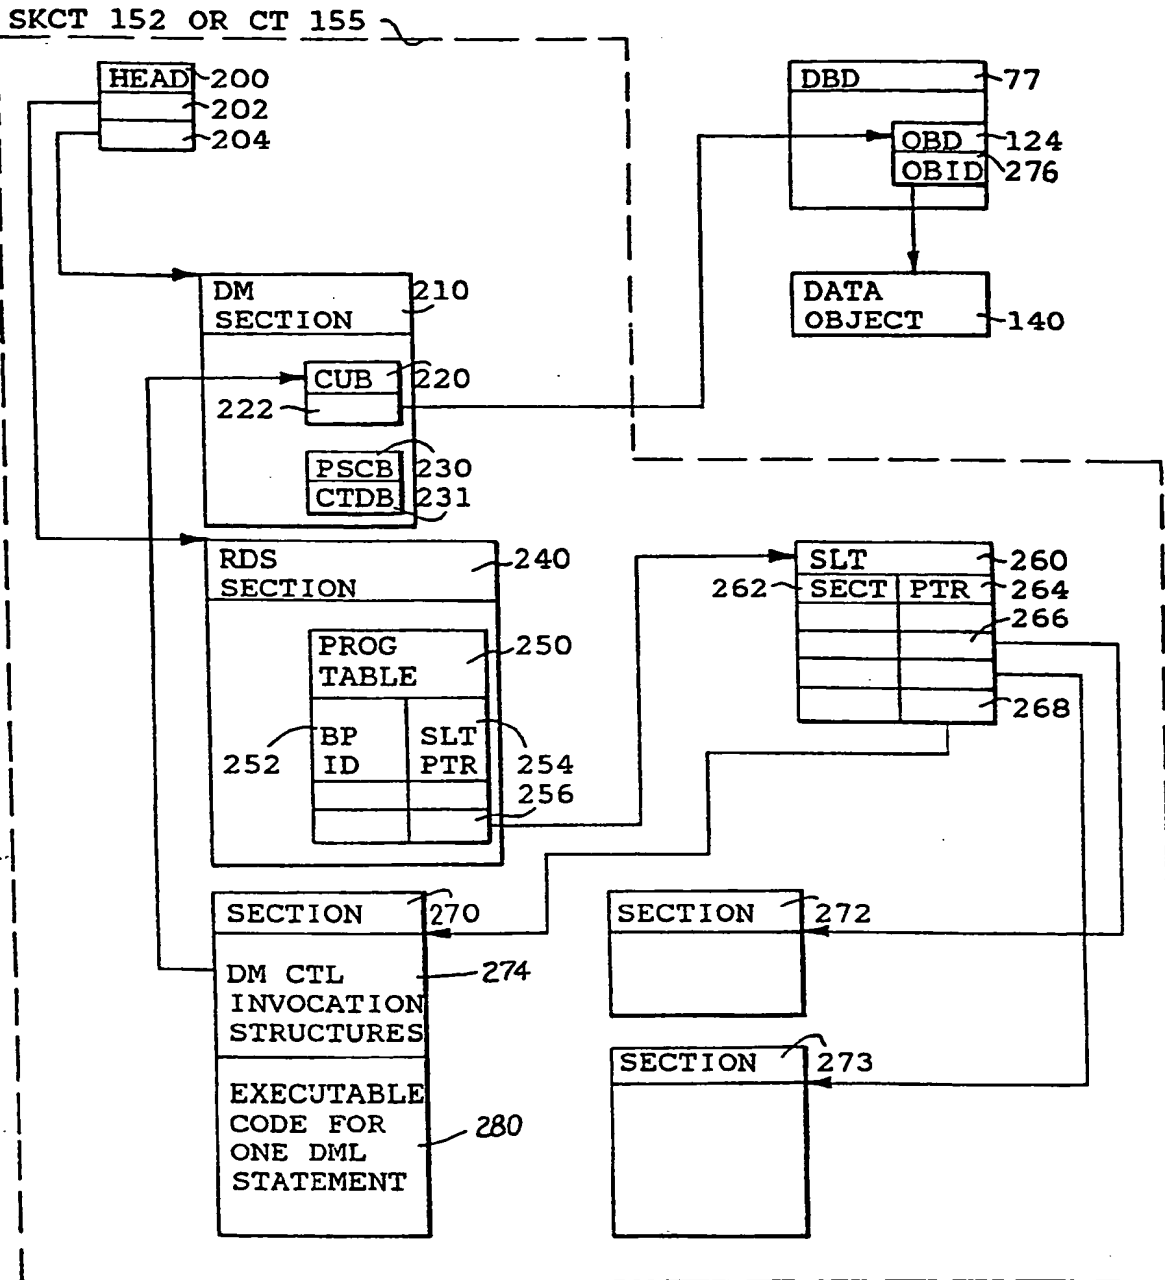 SKCT 152 OR CT 155
HEAD 200
202
204
DBD 77
OBD 124
OBID 276
DATA
OBJECT 140
DM 210
SECTION
CUB 220
222
PSCB 230
CTDB 231
RDS
SECTION 240
PROG
TABLE 250
252 BP
ID
SLT
PTR 254
256
SLT 260
262 SECT PTR 264
266
268
SECTION 270
DM CTL 274
INVOCATION
STRUCTURES
EXECUTABLE
CODE FOR 280
ONE DML
STATEMENT
SECTION 272
SECTION 273